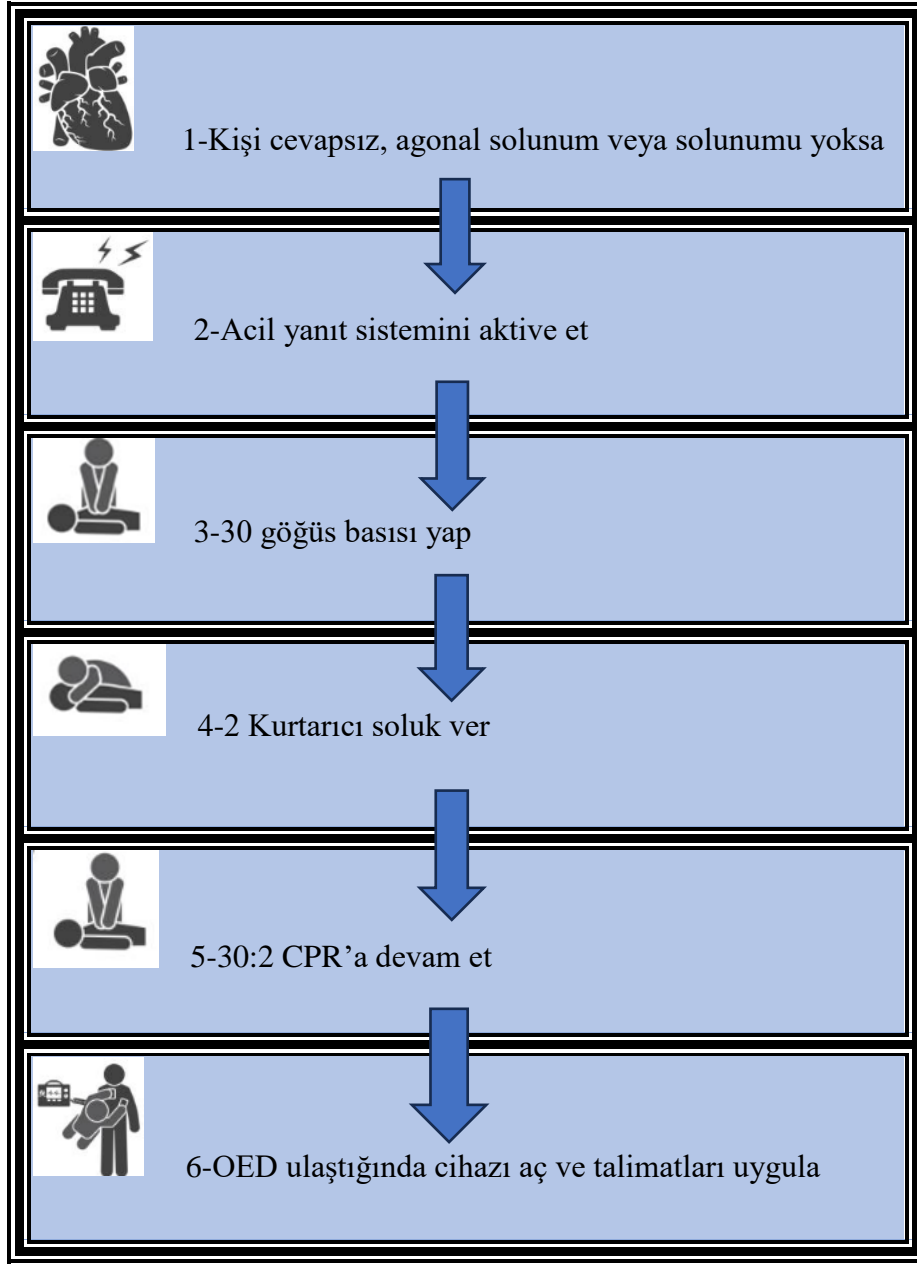 1-Kişi cevapsız, agonal solunum veya solunumu yoksa
2-Acil yanıt sistemini aktive et
3-30 göğüs basısı yap
4-2 Kurtarıcı soluk ver
5-30:2 CPR’a devam et
6-OED ulaştığında cihazı aç ve talimatları uygula